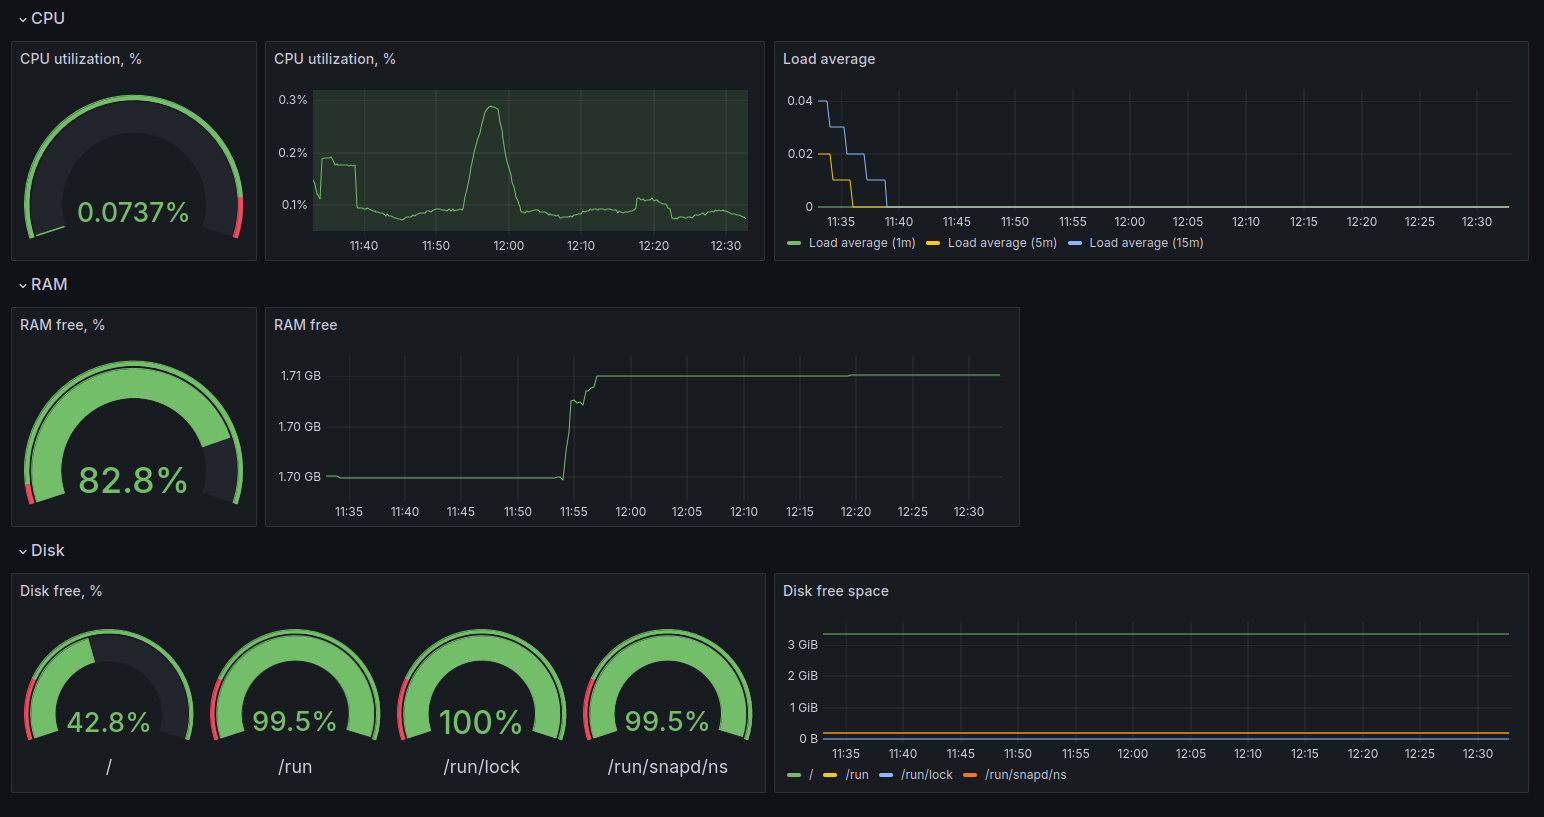 CPU
CPU utilization, %
0.0737%
CPU utilization, %
0.3%
0.2%
0.1%
11:40 11:50 12:00 12:10 12:20 12:30
Load average
0.04
0.02
0
11:35 11:40 11:45 11:50 11:55 12:00 12:05 12:10 12:15 12:20 12:25 12:30
Load average (1m) Load average (5m) Load average (15m)
RAM
RAM free, %
82.8%
RAM free
1.71 GB
1.70 GB
1.70 GB
11:35 11:40 11:45 11:50 11:55 12:00 12:05 12:10 12:15 12:20 12:25 12:30
Disk
Disk free, %
42.8% 99.5% 100% 99.5%
/ /run /run/lock /run/snapd/ns
Disk free space
3 GiB
2 GiB
1 GiB
0 B
11:35 11:40 11:45 11:50 11:55 12:00 12:05 12:10 12:15 12:20 12:25 12:30
/ /run /run/lock /run/snapd/ns